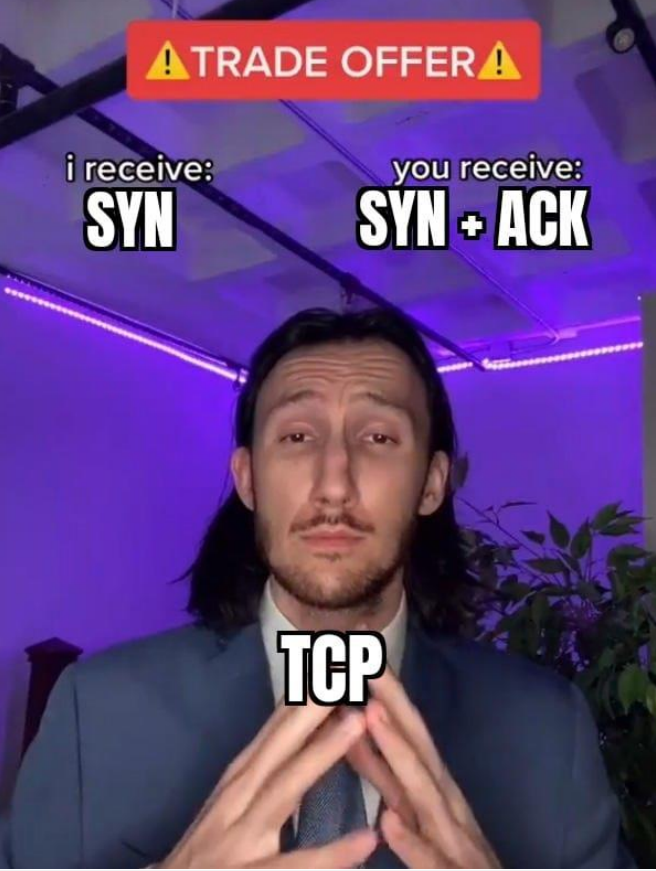 ⚠️TRADE OFFER⚠️
i receive: you receive:
SYN SYN + ACK
TCP